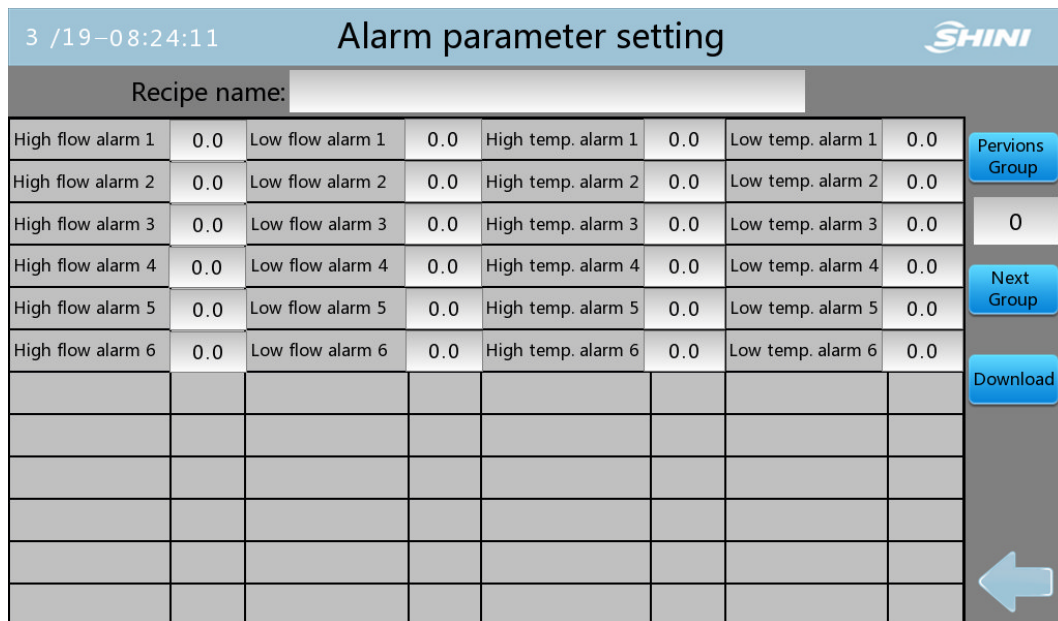 3 /19-08:24:11 Alarm parameter setting SHINI
Recipe name:
High flow alarm 1 0.0 Low flow alarm 1 0.0 High temp. alarm 1 0.0 Low temp. alarm 1 0.0
Pervions
Group
High flow alarm 2 0.0 Low flow alarm 2 0.0 High temp. alarm 2 0.0 Low temp. alarm 2 0.0
High flow alarm 3 0.0 Low flow alarm 3 0.0 High temp. alarm 3 0.0 Low temp. alarm 3 0.0
0
High flow alarm 4 0.0 Low flow alarm 4 0.0 High temp. alarm 4 0.0 Low temp. alarm 4 0.0
Next
Group
High flow alarm 5 0.0 Low flow alarm 5 0.0 High temp. alarm 5 0.0 Low temp. alarm 5 0.0
High flow alarm 6 0.0 Low flow alarm 6 0.0 High temp. alarm 6 0.0 Low temp. alarm 6 0.0
Download